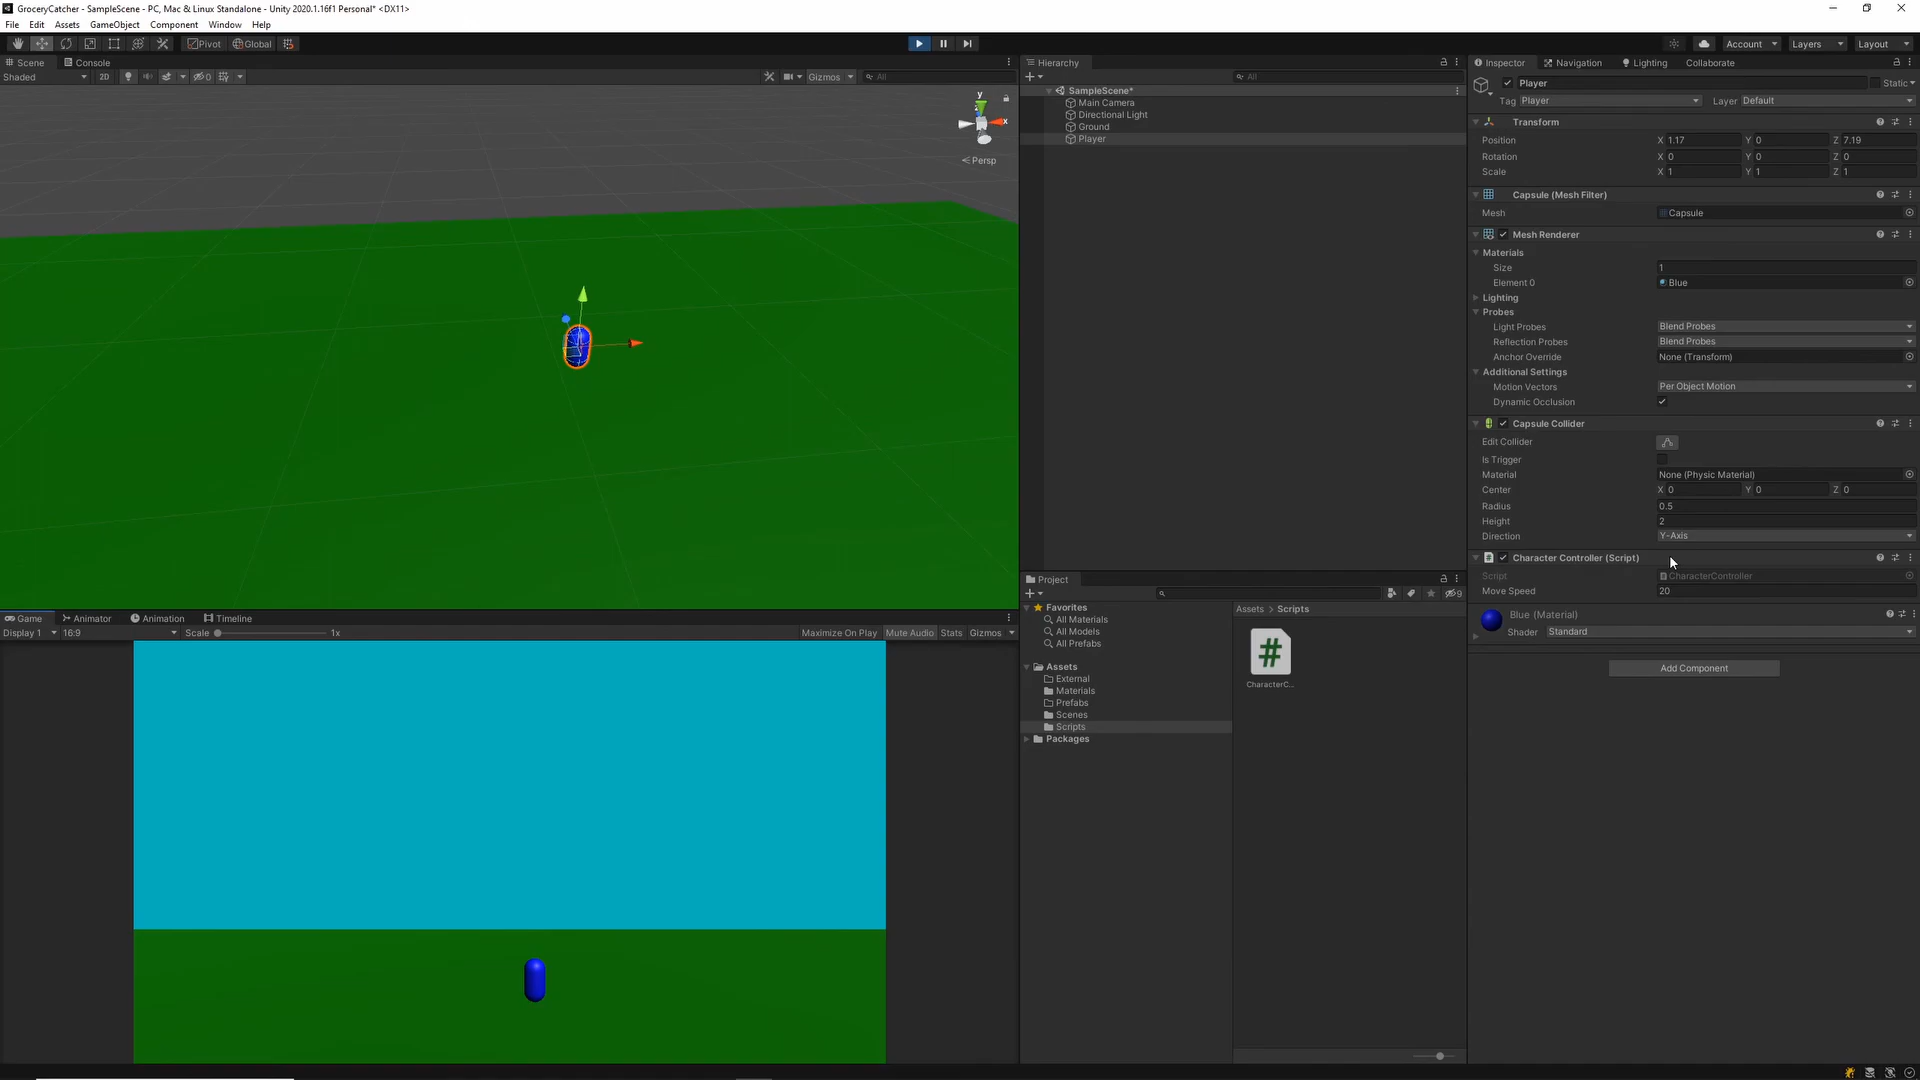 GroceryCatcher - SampleScene - PC, Mac & Linux Standalone - Unity 2020.1.16f1 Personal* <DX11>
File Edit Assets GameObject Component Window Help
Pivot Global
Account Layers Layout
Scene Console
Shaded 2D 0 Gizmos All
y
x
Persp
Hierarchy
All
SampleScene*
Main Camera
Directional Light
Ground
Player
Inspector Navigation Lighting Collaborate
Player Static
Tag Player Layer Default
Transform
Position X 1.17 Y 0 Z 7.19
Rotation X 0 Y 0 Z 0
Scale X 1 Y 1 Z 1
Capsule (Mesh Filter)
Mesh Capsule
Mesh Renderer
Materials
Size 1
Element 0 Blue
Lighting
Probes
Light Probes Blend Probes
Reflection Probes Blend Probes
Anchor Override None (Transform)
Additional Settings
Motion Vectors Per Object Motion
Dynamic Occlusion
Capsule Collider
Edit Collider
Is Trigger
Material None (Physic Material)
Center X 0 Y 0 Z 0
Radius 0.5
Height 2
Direction Y-Axis
Character Controller (Script)
Script CharacterController
Move Speed 20
Blue (Material)
Shader Standard
Add Component
Game Animator Animation Timeline
Display 1 16:9 Scale 1x Maximize On Play Mute Audio Stats Gizmos
Project
9
Favorites
All Materials
All Models
All Prefabs
Assets
External
Materials
Prefabs
Scenes
Scripts
Packages
Assets > Scripts
#
CharacterC...